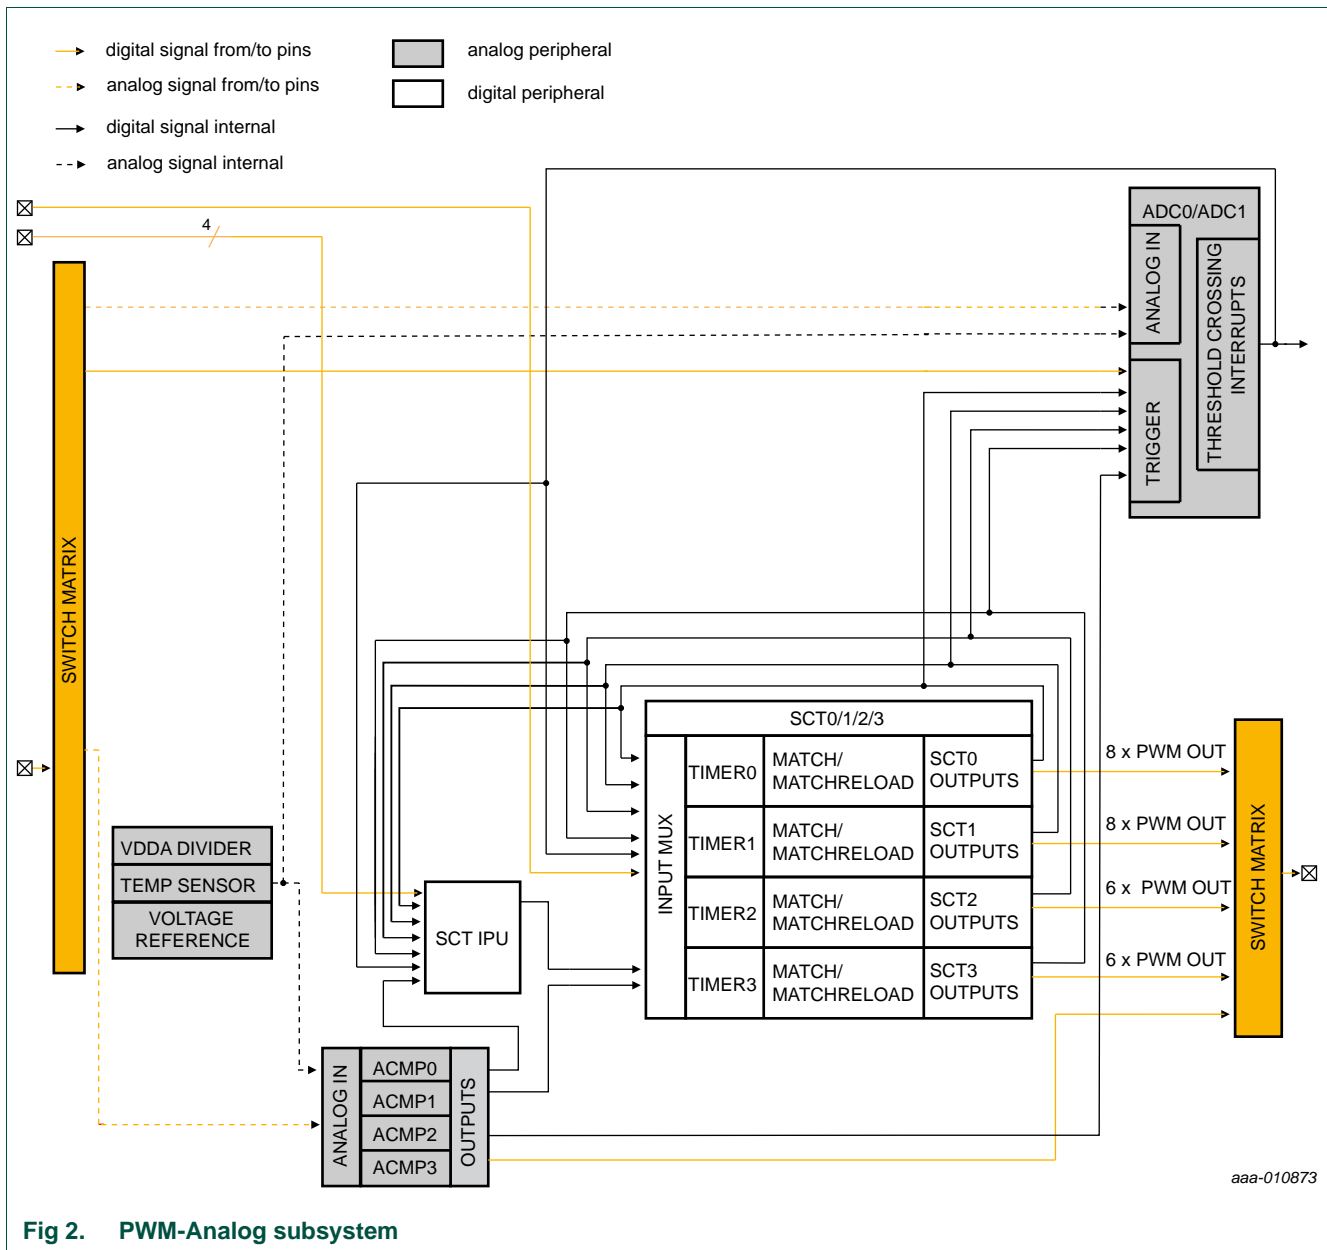 digital signal from/to pins
analog signal from/to pins
digital signal internal
analog signal internal
analog peripheral
digital peripheral
4
SWITCH MATRIX
ADC0/ADC1
ANALOG IN
TRIGGER
THRESHOLD CROSSING
INTERRUPTS
VDDA DIVIDER
TEMP SENSOR
VOLTAGE
REFERENCE
SCT IPU
SCT0/1/2/3
INPUT MUX
TIMER0
MATCH/
MATCHRELOAD
SCT0
OUTPUTS
TIMER1
MATCH/
MATCHRELOAD
SCT1
OUTPUTS
TIMER2
MATCH/
MATCHRELOAD
SCT2
OUTPUTS
TIMER3
MATCH/
MATCHRELOAD
SCT3
OUTPUTS
8 x PWM OUT
8 x PWM OUT
6 x PWM OUT
6 x PWM OUT
SWITCH MATRIX
ANALOG IN
ACMP0
ACMP1
ACMP2
ACMP3
OUTPUTS
aaa-010873
Fig 2. PWM-Analog subsystem